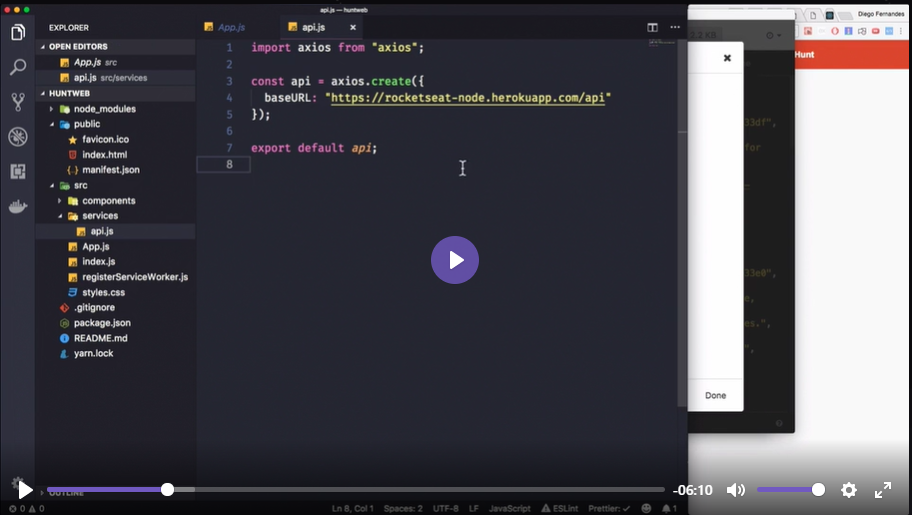 api.js — huntweb
Diego Fernandes
EXPLORER
App.js
api.js
OPEN EDITORS
App.js src
api.js src/services
HUNTWEB
node_modules
public
favicon.ico
index.html
manifest.json
src
components
services
api.js
App.js
index.js
registerServiceWorker.js
styles.css
.gitignore
package.json
README.md
yarn.lock
OUTLINE
1 import axios from "axios";
2
3 const api = axios.create({
4 baseURL: "https://rocketseat-node.herokuapp.com/api"
5 });
6
7 export default api;
8
Hunt
33df",
for
33e0",
e,
es.",
",
Done
-06:10
0 0
Ln 8, Col 1 Spaces: 2 UTF-8 LF JavaScript ESLint Prettier: ✓ 1